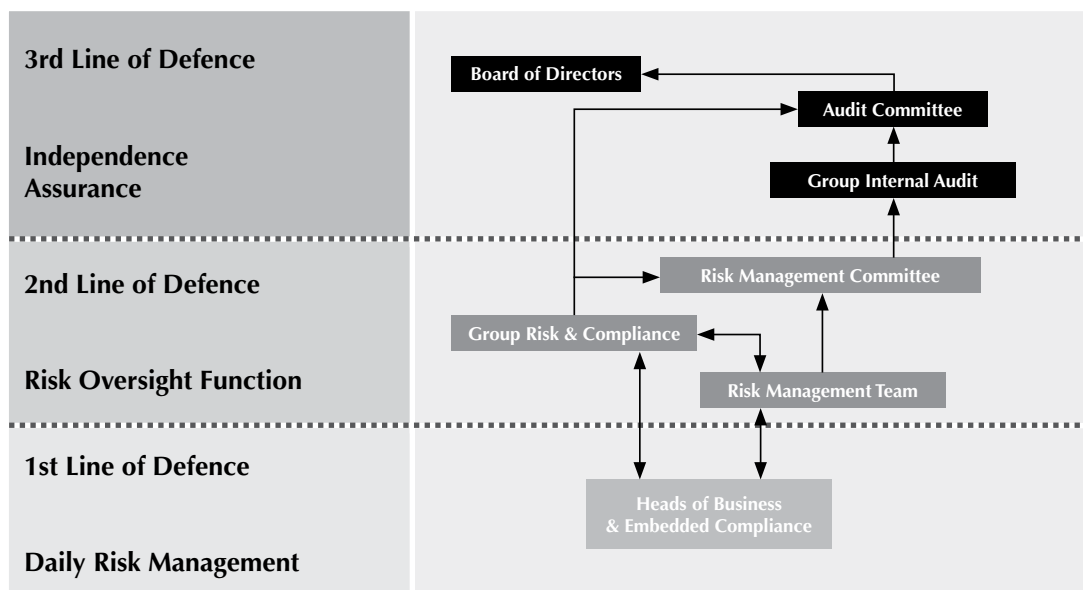 3rd Line of Defence
Independence
Assurance
Board of Directors
Audit Committee
Group Internal Audit
2nd Line of Defence
Risk Oversight Function
Risk Management Committee
Group Risk & Compliance
Risk Management Team
1st Line of Defence
Daily Risk Management
Heads of Business
& Embedded Compliance